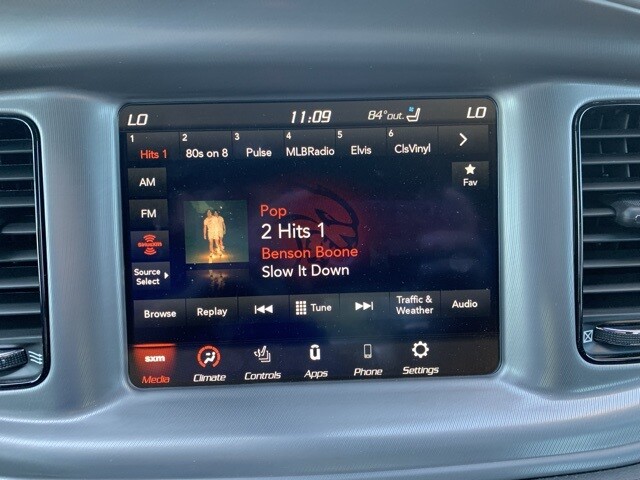 LO 11:09 84°out. LO
1 2 3 4 5 6
Hits 1 80s on 8 Pulse MLBRadio Elvis ClsVinyl
AM
Fav
FM
Pop
2 Hits 1
siriusxm
Benson Boone
Slow It Down
Source
Select
Browse Replay Tune Traffic &
Weather Audio
sxm
Media Climate Controls Apps Phone Settings